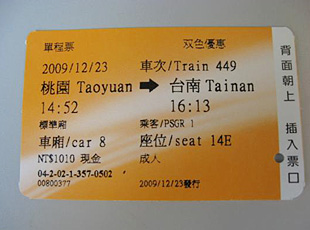 單程票 双色優惠
2009/12/23 車次/Train 449
桃園 Taoyuan → 台南 Tainan
14:52 16:13
標準廂 乘客/PSGR 1
車廂/car 8 座位/seat 14E
NT$1010 現金 成人
04-2-02-1-357-0502
00800377 2009/12/23發行
背面朝上 插入票口